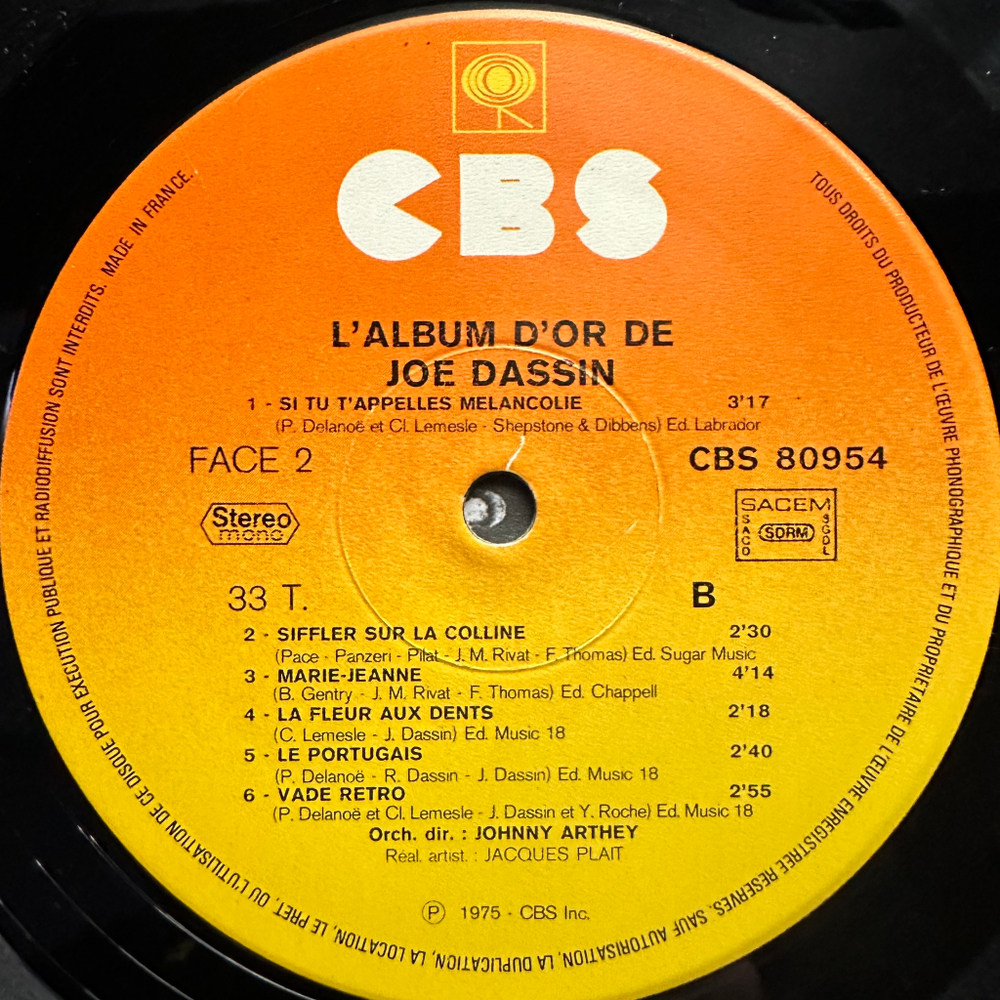 CBS
L'ALBUM D'OR DE
JOE DASSIN
1 - SI TU T'APPELLES MELANCOLIE 3'17
(P. Delanoë et Cl. Lemesle - Shepstone & Dibbens) Ed. Labrador
FACE 2 CBS 80954
Stereo
mono
SACEM
SACD SDRM SGDL
33 T. B
2 - SIFFLER SUR LA COLLINE 2'30
(Pace - Panzeri - Pilat - J. M. Rivat - F. Thomas) Ed. Sugar Music
3 - MARIE-JEANNE 4'14
(B. Gentry - J. M. Rivat - F. Thomas) Ed. Chappell
4 - LA FLEUR AUX DENTS 2'18
(C. Lemesle - J. Dassin) Ed. Music 18
5 - LE PORTUGAIS 2'40
(P. Delanoë - R. Dassin - J. Dassin) Ed. Music 18
6 - VADE RETRO 2'55
(P. Delanoë et Cl. Lemesle - J. Dassin et Y. Roche) Ed. Music 18
Orch. dir. : JOHNNY ARTHEY
Réal. artist. : JACQUES PLAIT
Ⓟ 1975 - CBS Inc.
TOUS DROITS DU PRODUCTEUR DE L'ŒUVRE PHONOGRAPHIQUE ET DU PROPRIETAIRE DE L'ŒUVRE ENREGISTREE RESERVES. SAUF AUTORISATION, LA DUPLICATION, LA LOCATION, LE PRET, OU L'UTILISATION DE CE DISQUE POUR EXECUTION PUBLIQUE ET RADIODIFFUSION SONT INTERDITS. MADE IN FRANCE.